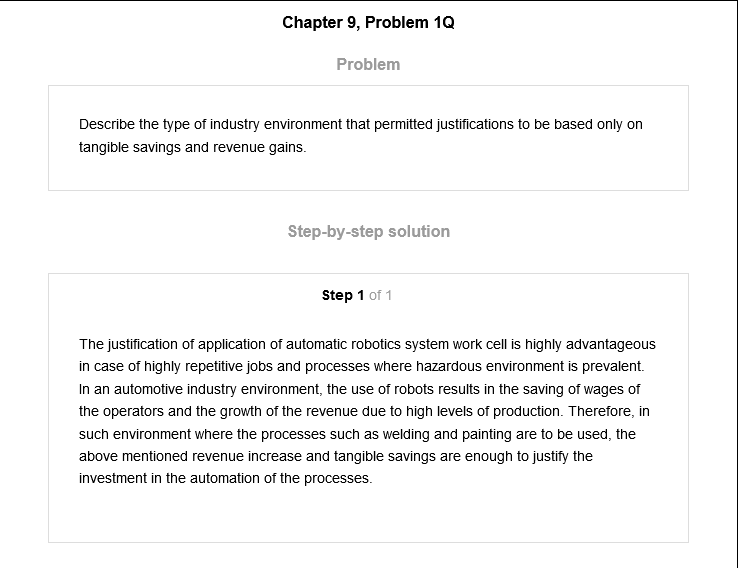 Chapter 9, Problem 1Q
Problem
Describe the type of industry environment that permitted justifications to be based only on
tangible savings and revenue gains.
Step-by-step solution
Step 1 of 1
The justification of application of automatic robotics system work cell is highly advantageous
in case of highly repetitive jobs and processes where hazardous environment is prevalent.
In an automotive industry environment, the use of robots results in the saving of wages of
the operators and the growth of the revenue due to high levels of production. Therefore, in
such environment where the processes such as welding and painting are to be used, the
above mentioned revenue increase and tangible savings are enough to justify the
investment in the automation of the processes.